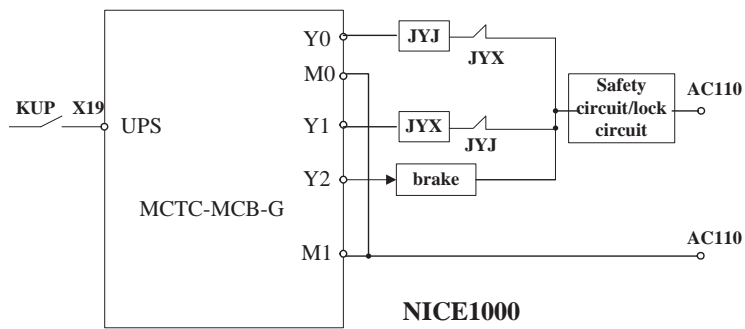 Y0
JYJ
JYX
M0
Safety
circuit/lock
circuit
AC110
KUP
X19
UPS
Y1
JYX
JYJ
Y2
brake
MCTC-MCB-G
M1
AC110
NICE1000